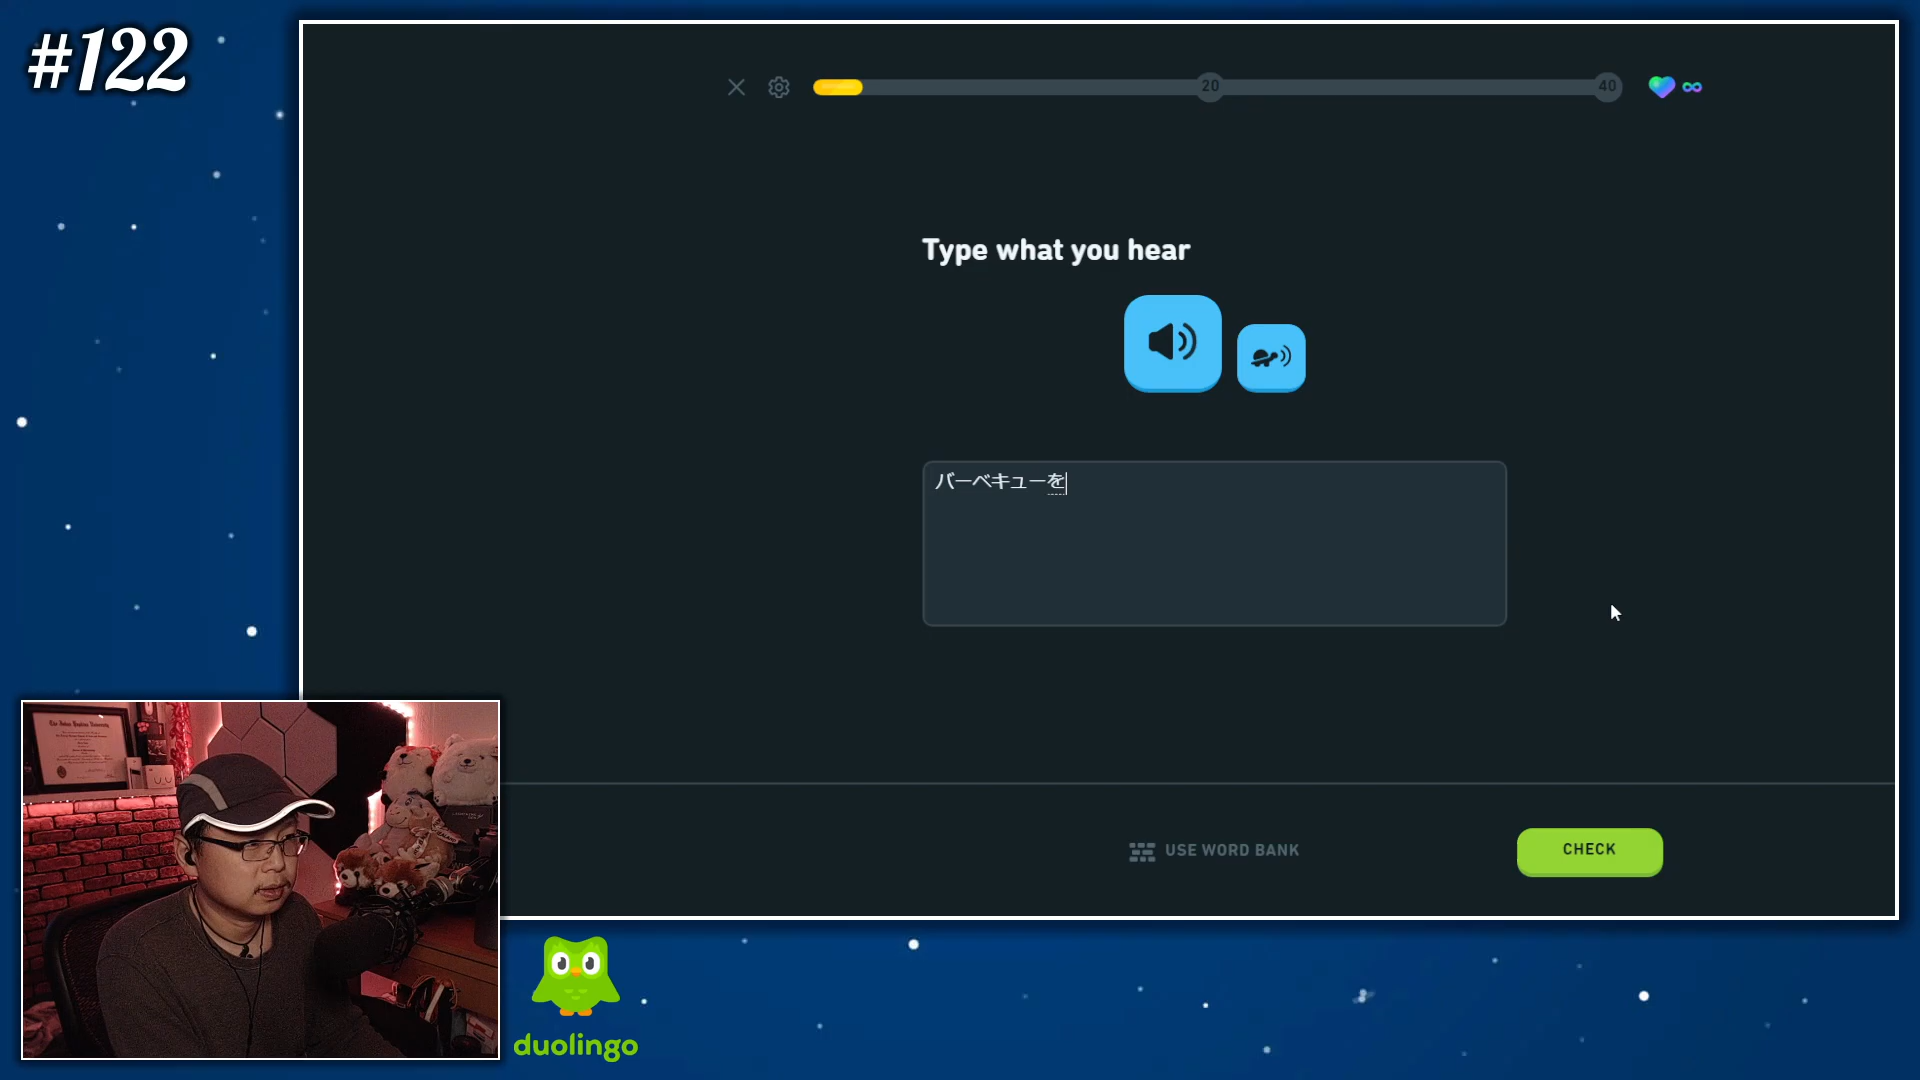 #122
20
40
Type what you hear
バーベキューを
USE WORD BANK
CHECK
duolingo